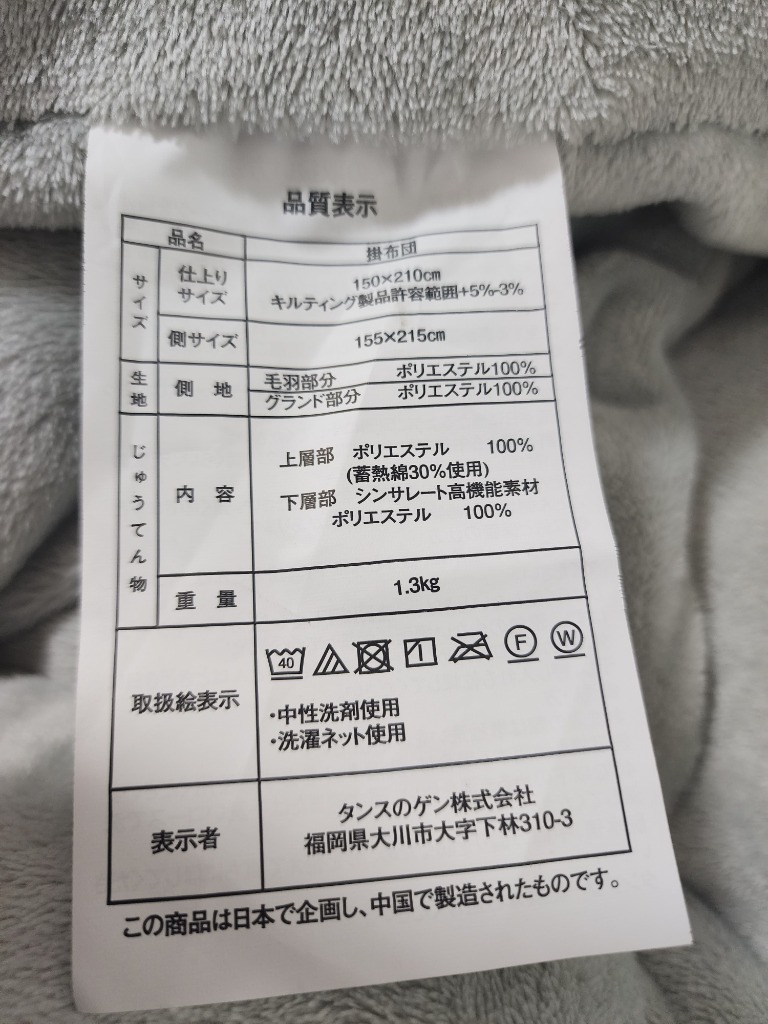 品質表示
品名 掛布団
サイズ
仕上り
サイズ
150×210cm
キルティング製品許容範囲+5%-3%
側サイズ 155×215cm
生地
側 地
毛羽部分 ポリエステル100%
グランド部分 ポリエステル100%
じゅうてん物
内 容
上層部 ポリエステル 100%
(蓄熱綿30%使用)
下層部 シンサレート高機能素材
ポリエステル 100%
重 量 1.3kg
取扱絵表示
40 F W
・中性洗剤使用
・洗濯ネット使用
表示者
タンスのゲン株式会社
福岡県大川市大字下林310-3
この商品は日本で企画し、中国で製造されたものです。